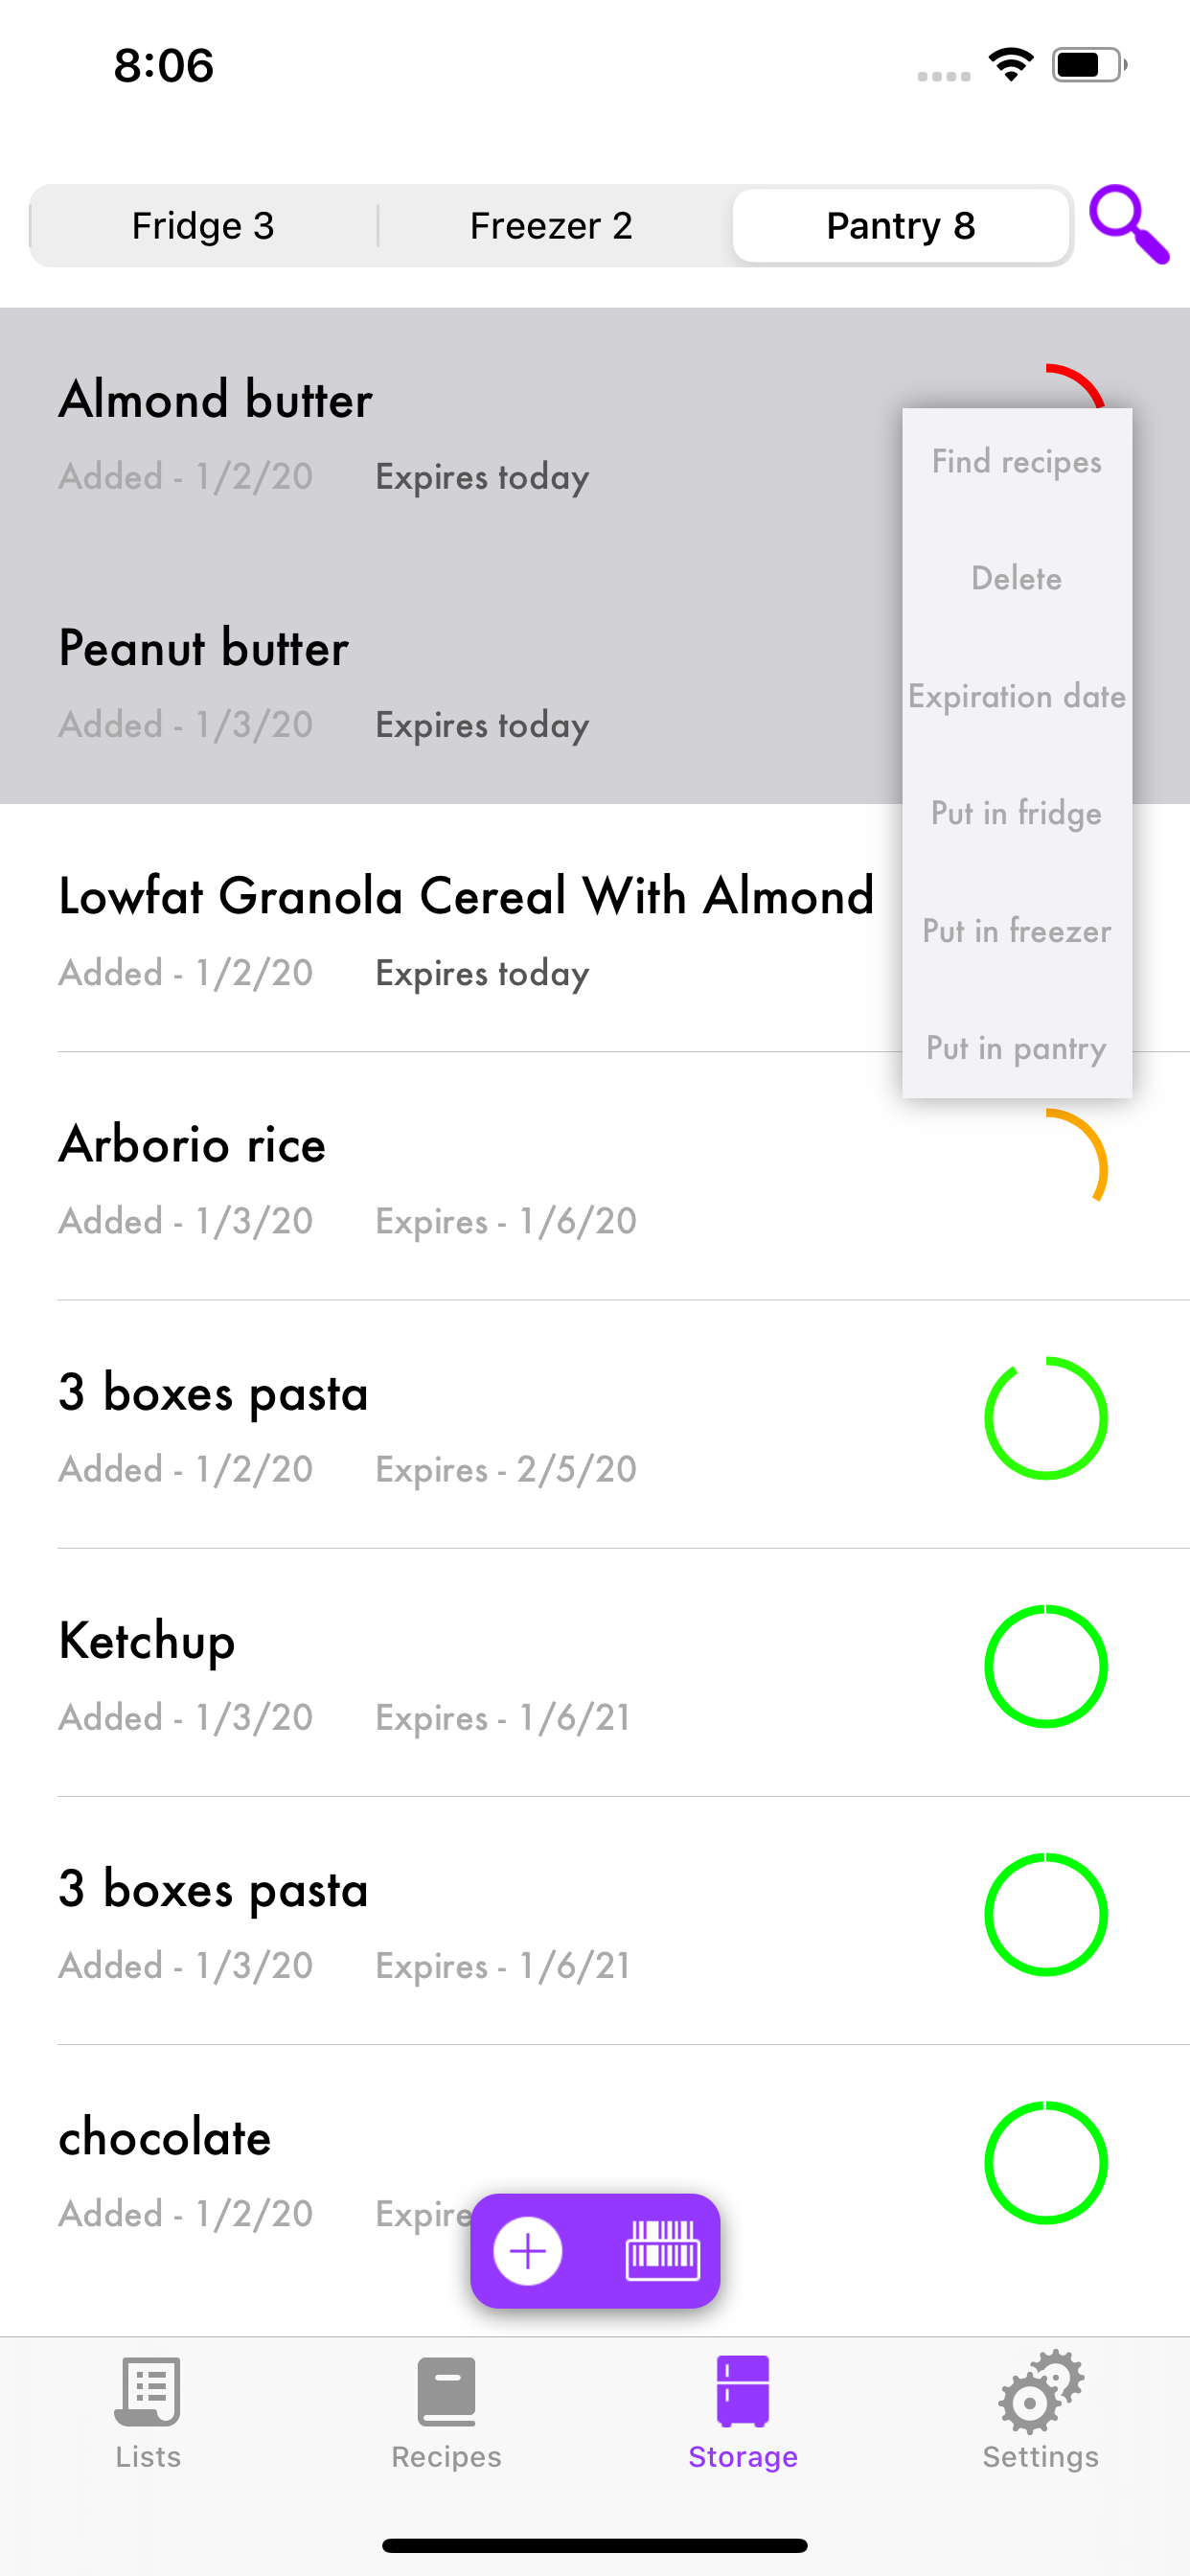 8:06
Fridge 3
Freezer 2
Pantry 8
Almond butter
Added - 1/2/20 Expires today
Peanut butter
Added - 1/3/20 Expires today
Lowfat Granola Cereal With Almond
Added - 1/2/20 Expires today
Find recipes
Delete
Expiration date
Put in fridge
Put in freezer
Put in pantry
Arborio rice
Added - 1/3/20 Expires - 1/6/20
3 boxes pasta
Added - 1/2/20 Expires - 2/5/20
Ketchup
Added - 1/3/20 Expires - 1/6/21
3 boxes pasta
Added - 1/3/20 Expires - 1/6/21
chocolate
Added - 1/2/20 Expire
Lists
Recipes
Storage
Settings